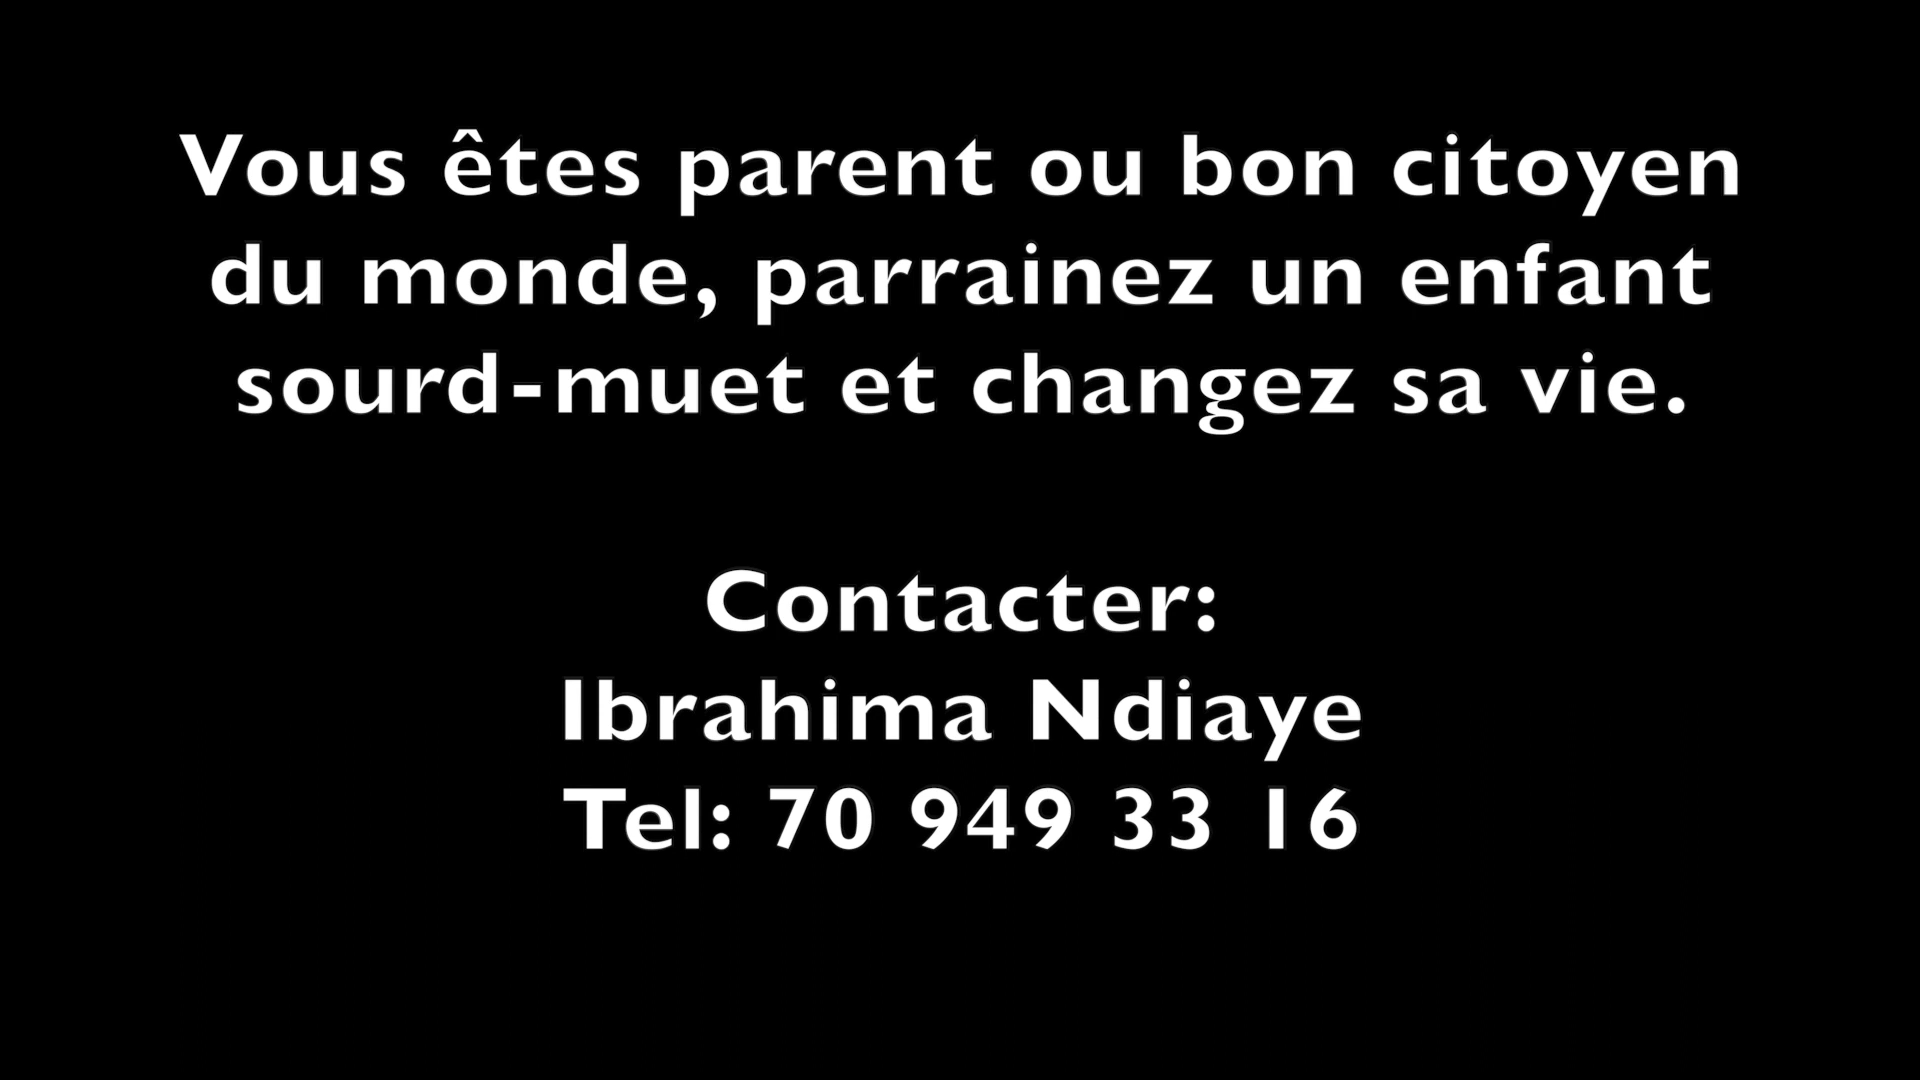 Vous êtes parent ou bon citoyen
du monde, parrainez un enfant
sourd-muet et changez sa vie.
Contacter:
Ibrahima Ndiaye
Tel: 70 949 33 16